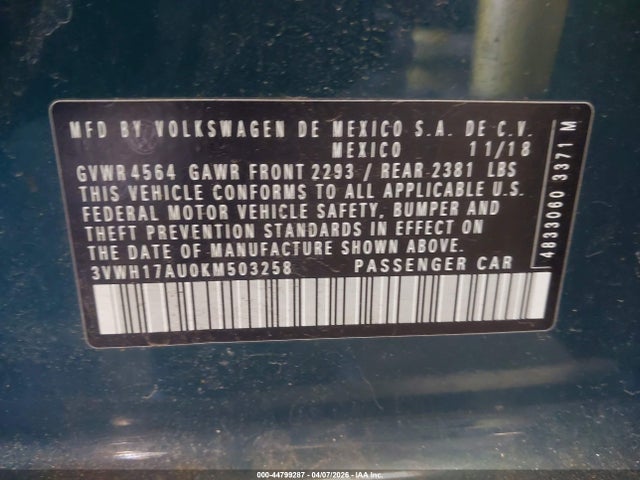 MFD BY VOLKSWAGEN DE MEXICO S.A. DE C.V.
MEXICO 11/18
GVWR 4564 GAWR FRONT 2293 / REAR 2381 LBS
THIS VEHICLE CONFORMS TO ALL APPLICABLE U.S.
FEDERAL MOTOR VEHICLE SAFETY, BUMPER AND
THEFT PREVENTION STANDARDS IN EFFECT ON
THE DATE OF MANUFACTURE SHOWN ABOVE.
3VWH17AU0KM503258 PASSENGER CAR
4833060 3371 M
000-44799287 - 04/07/2026 - IAA Inc.